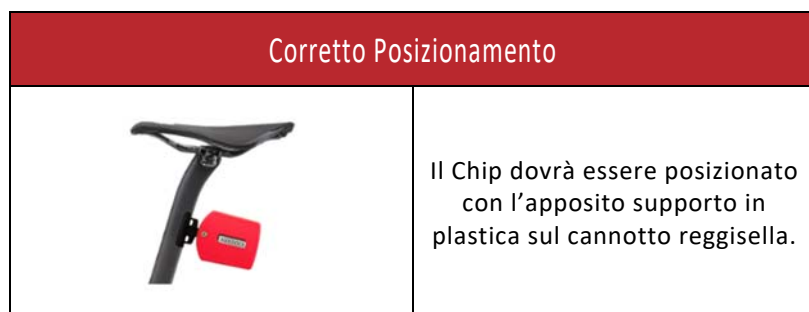 Corretto Posizionamento
Il Chip dovrà essere posizionato
con l’apposito supporto in
plastica sul cannotto reggisella.